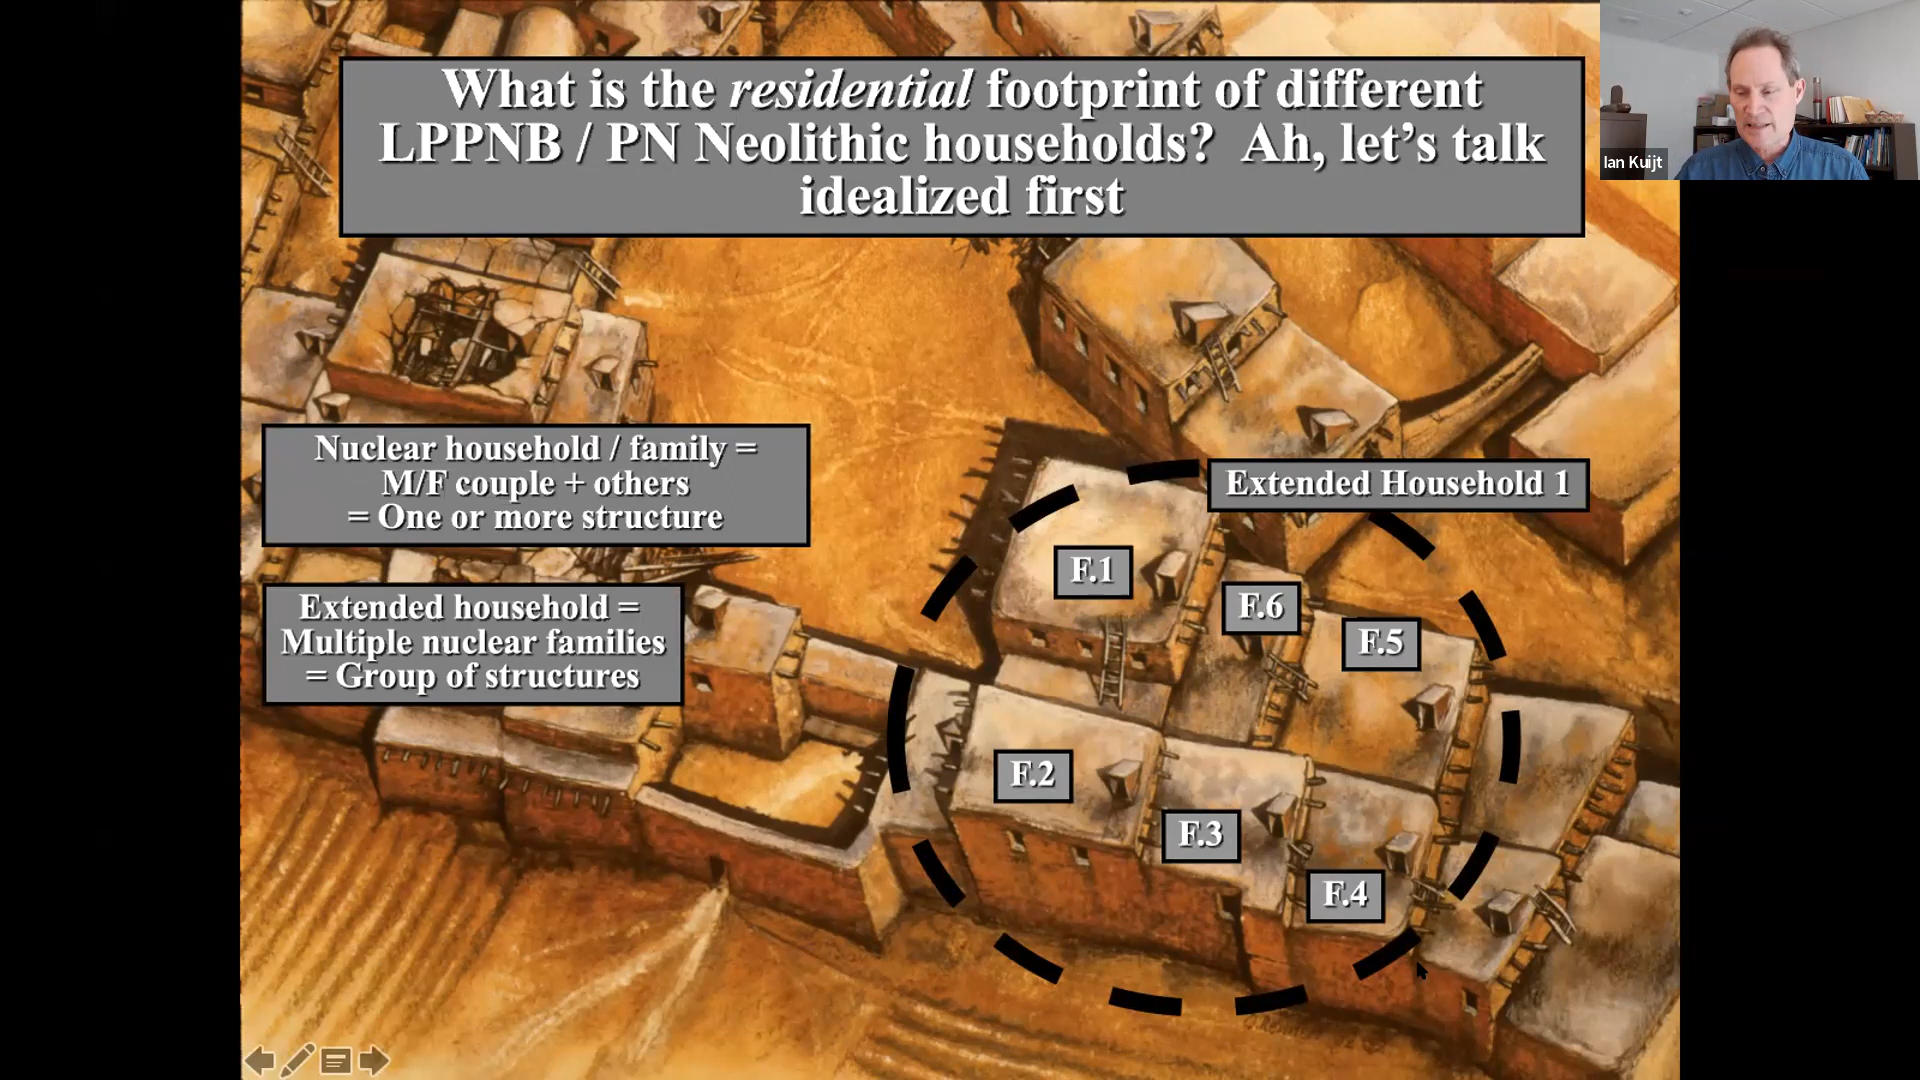 What is the residential footprint of different
LPPNB / PN Neolithic households?  Ah, let’s talk
idealized first
Ian Kuijt
Nuclear household / family =
M/F couple + others
= One or more structure
Extended Household 1
F.1
F.6
F.5
Extended household =
Multiple nuclear families
= Group of structures
F.2
F.3
F.4